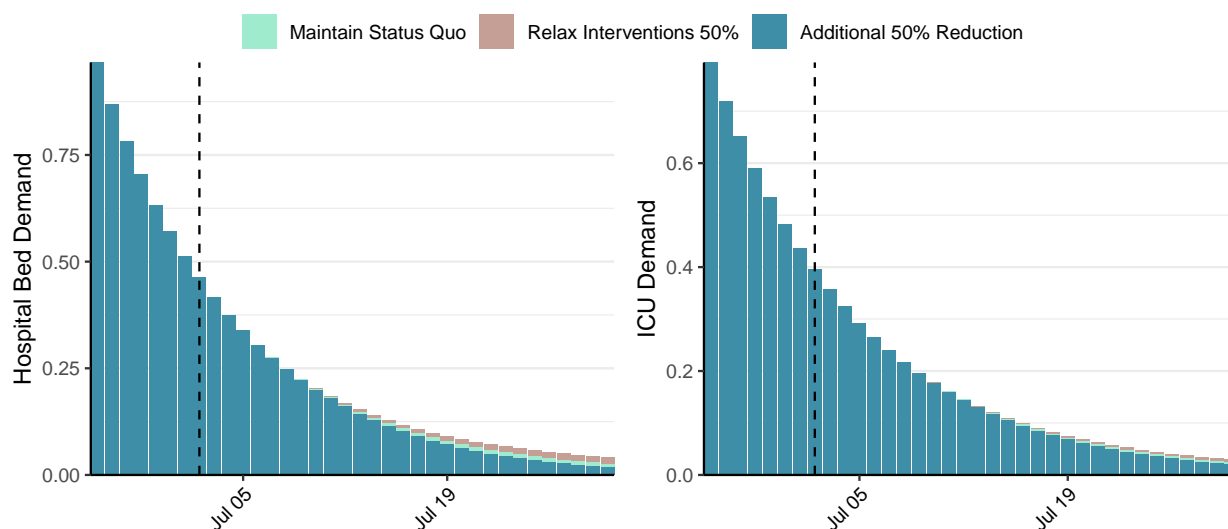 Maintain Status Quo Relax Interventions 50% Additional 50% Reduction
Hospital Bed Demand
0.75
0.50
0.25
0.00
Jul 05
Jul 19
ICU Demand
0.6
0.4
0.2
0.0
Jul 05
Jul 19